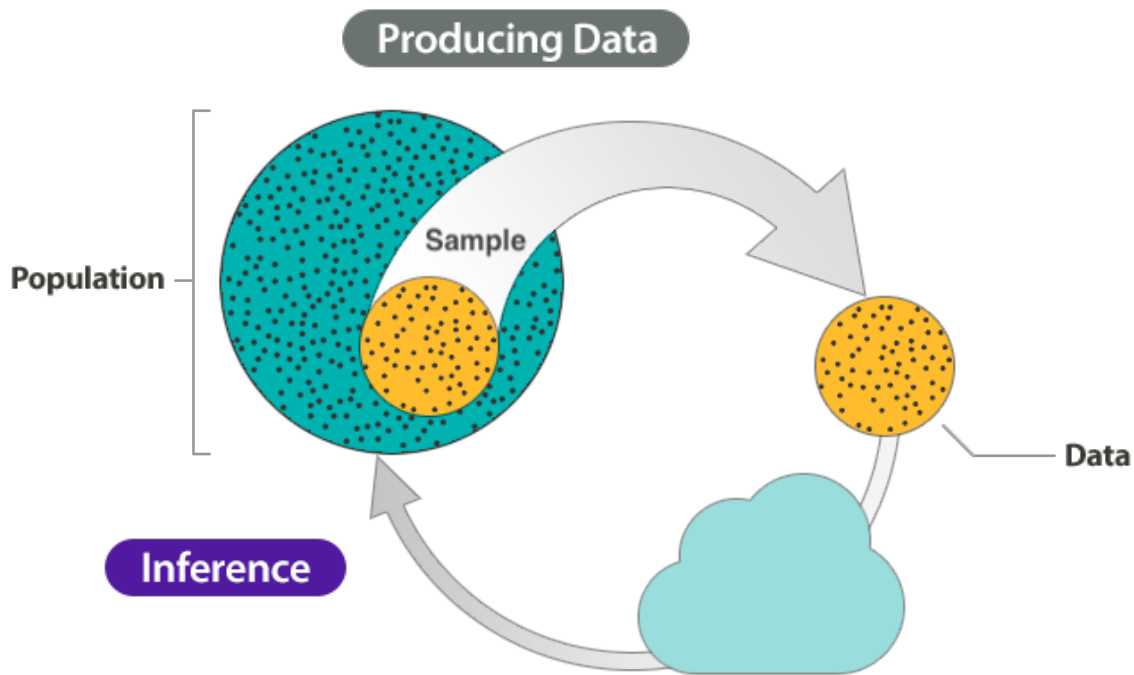 Producing Data
Sample
Population
Data
Inference